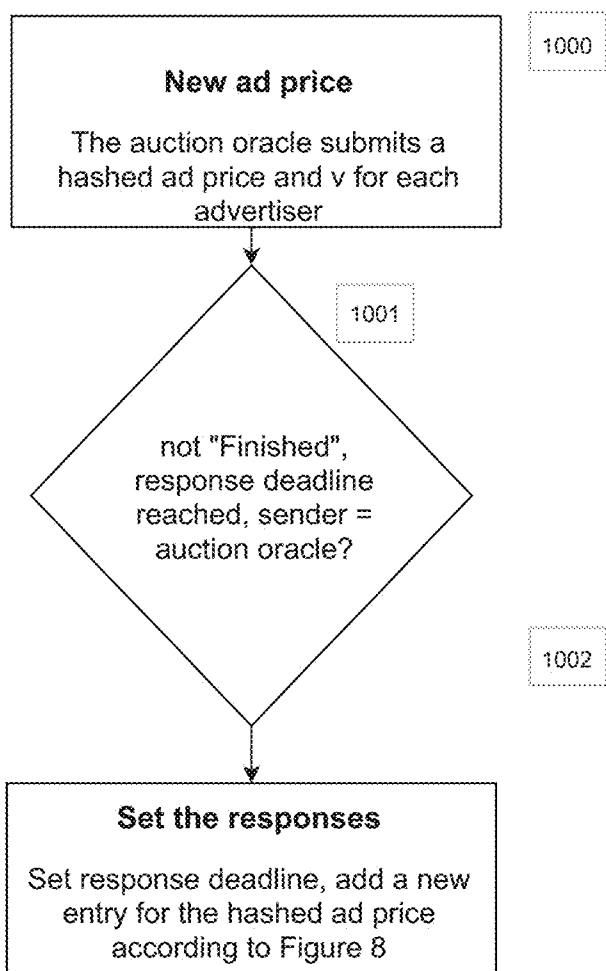 1000
New ad price
The auction oracle submits a
hashed ad price and v for each
advertiser
1001
not "Finished",
response deadline
reached, sender =
auction oracle?
1002
Set the responses
Set response deadline, add a new
entry for the hashed ad price
according to Figure 8